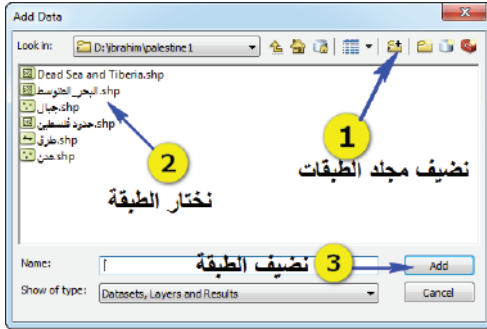 Add Data
Look in: D:\ibrahim\palestine1
Dead Sea and Tiberia.shp
البحر_المتوسط.shp
جبال.shp
حدود فلسطين.shp
طرق.shp
مدن.shp
1
نضيف مجلد الطبقات
2
نختار الطبقة
Name: أ
نضيف الطبقة 3
Add
Show of type: Datasets, Layers and Results
Cancel